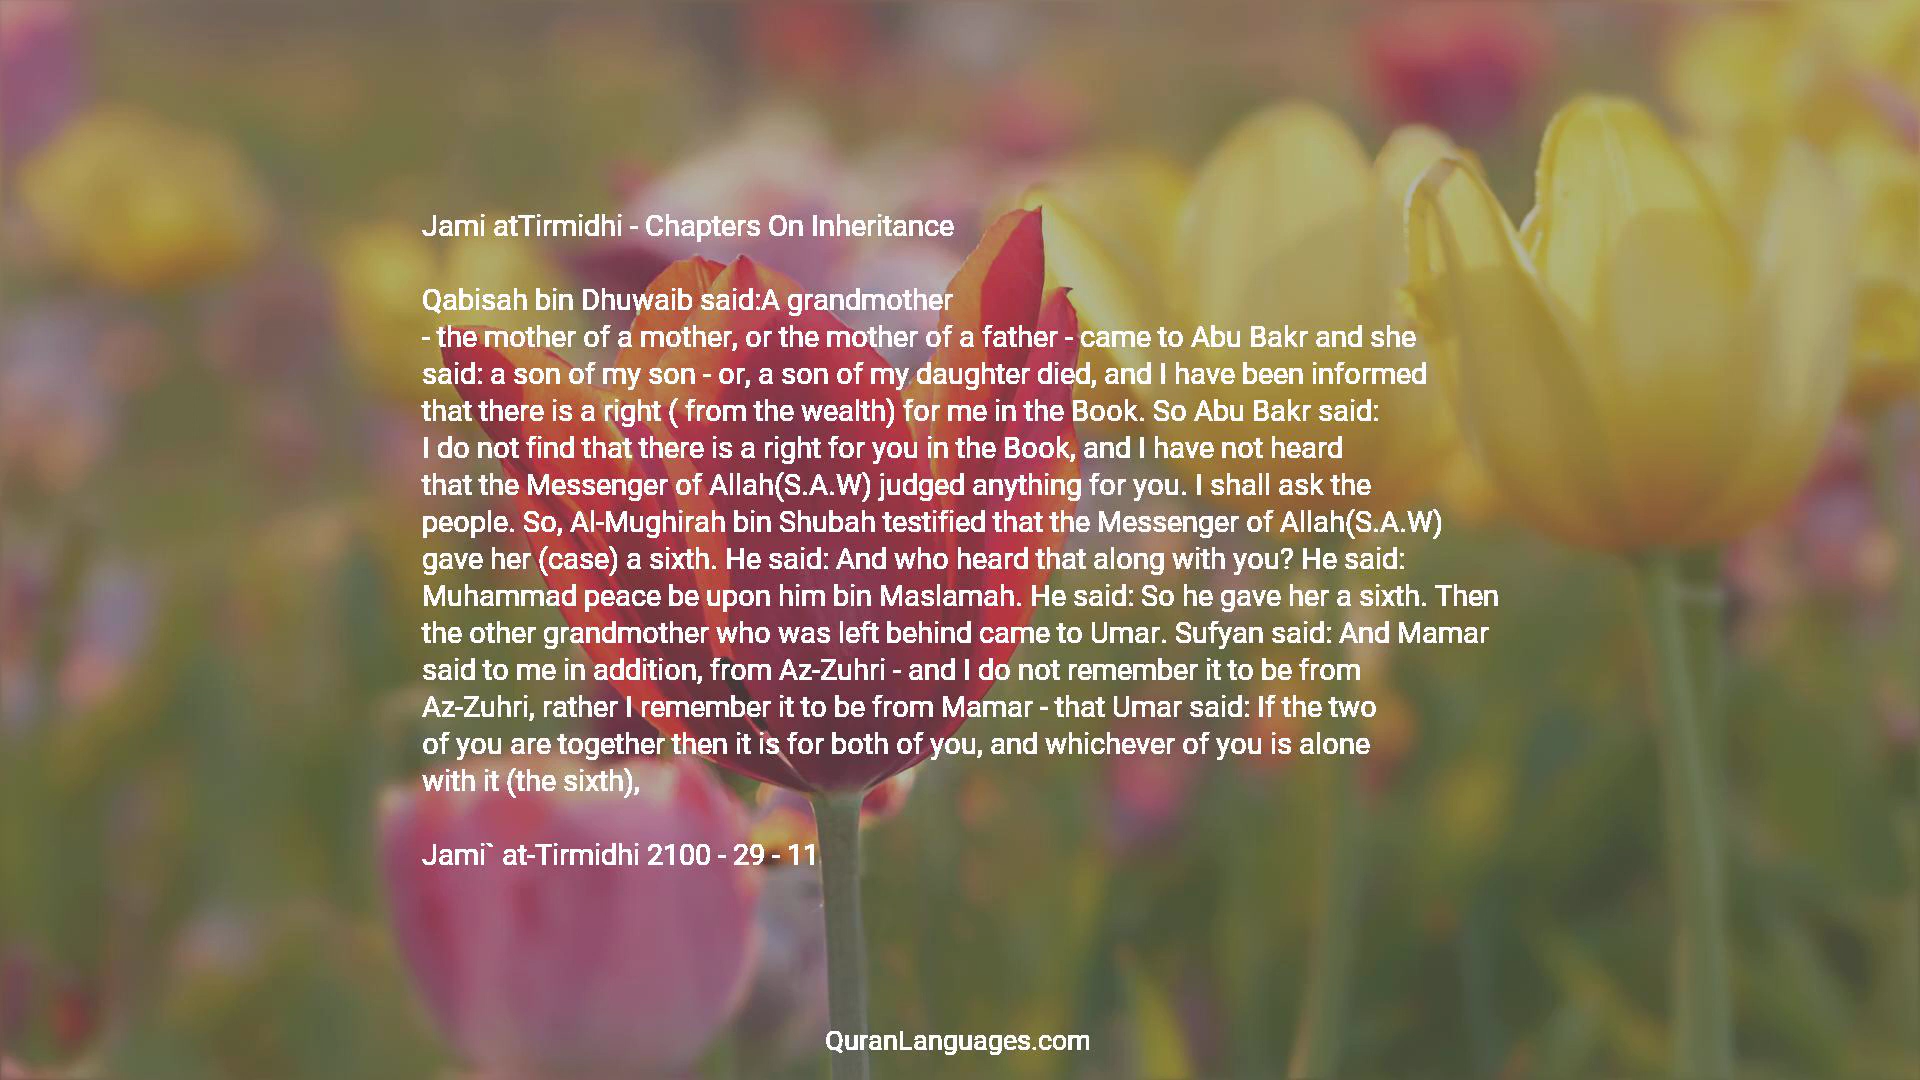 Jami atTirmidhi - Chapters On Inheritance
Qabisah bin Dhuwaib said:A grandmother
- the mother of a mother, or the mother of a father - came to Abu Bakr and she
said: a son of my son - or, a son of my daughter died, and I have been informed
that there is a right ( from the wealth) for me in the Book. So Abu Bakr said:
I do not find that there is a right for you in the Book, and I have not heard
that the Messenger of Allah(S.A.W) judged anything for you. I shall ask the
people. So, Al-Mughirah bin Shubah testified that the Messenger of Allah(S.A.W)
gave her (case) a sixth. He said: And who heard that along with you? He said:
Muhammad peace be upon him bin Maslamah. He said: So he gave her a sixth. Then
the other grandmother who was left behind came to Umar. Sufyan said: And Mamar
said to me in addition, from Az-Zuhri - and I do not remember it to be from
Az-Zuhri, rather I remember it to be from Mamar - that Umar said: If the two
of you are together then it is for both of you, and whichever of you is alone
with it (the sixth),
Jami` at-Tirmidhi 2100 - 29 - 11
QuranLanguages.com